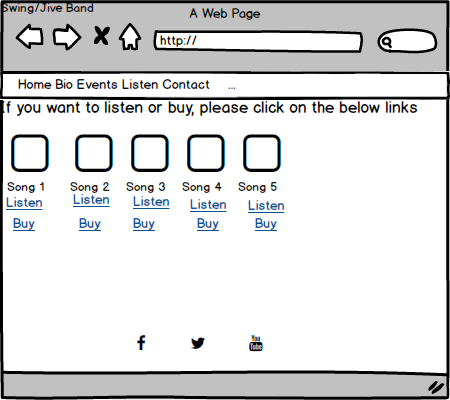 Swing/Jive Band
A Web Page
http://
Home Bio Events Listen Contact ...
If you want to listen or buy, please click on the below links
Song 1 Song 2 Song 3 Song 4 Song 5
Listen Listen Listen Listen Listen
Buy Buy Buy Buy Buy
You
Tube